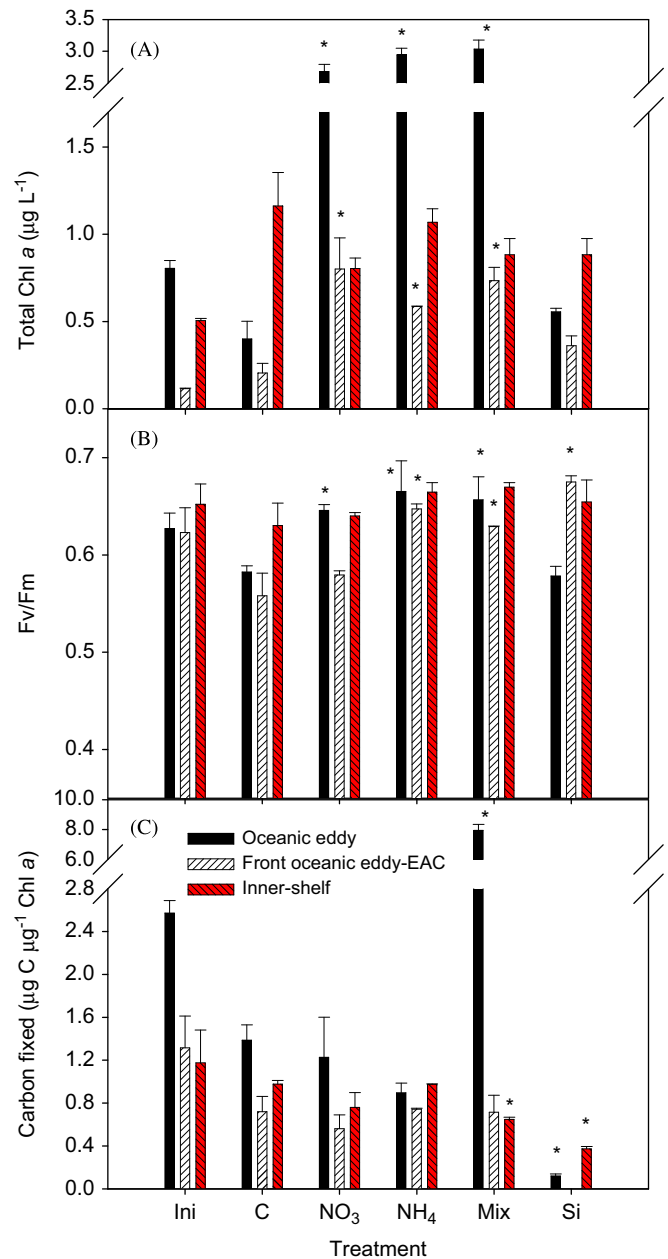 (A)
3.5
3.0
2.5
1.5
1.0
0.5
0.0
Total Chl a (µg L⁻¹)
* * *
* * *
(B)
0.7
0.6
0.5
0.4
Fv/Fm
* * * * * *
(C)
10.0
8.0
6.0
2.8
2.4
2.0
1.6
1.2
0.8
0.4
0.0
Carbon fixed (µg C µg⁻¹ Chl a)
Oceanic eddy
Front oceanic eddy-EAC
Inner-shelf
* * * *
Ini C NO₃ NH₄ Mix Si
Treatment